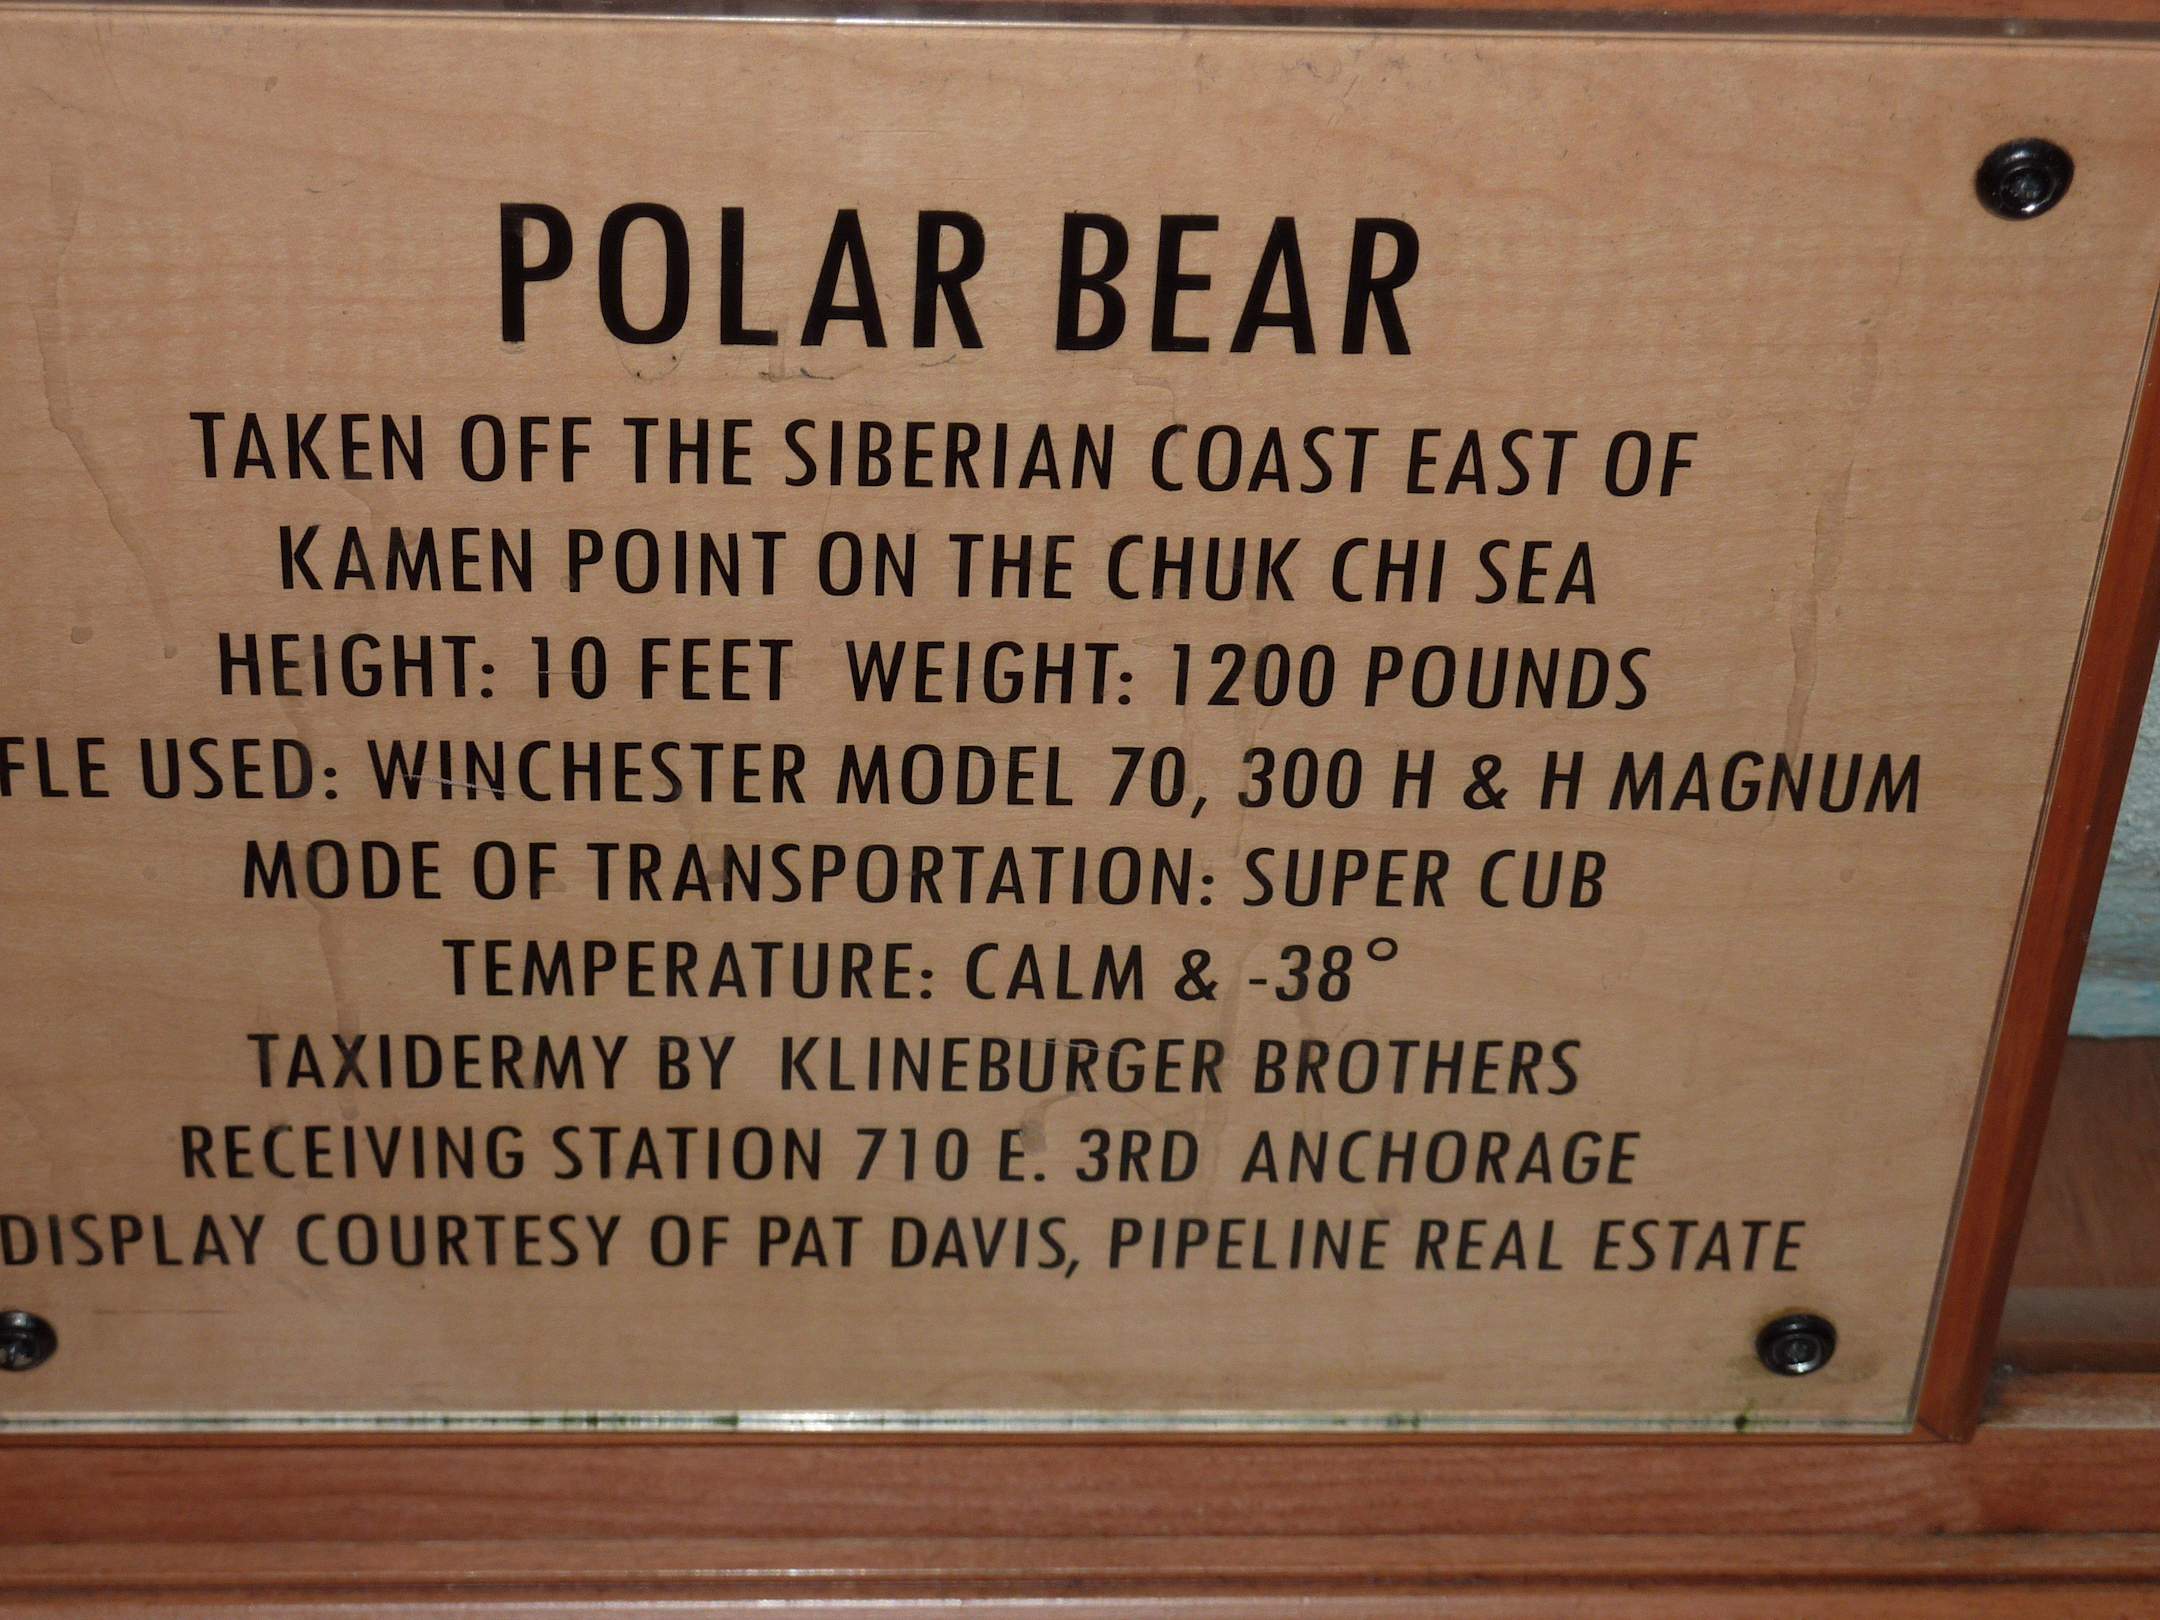 POLAR BEAR
TAKEN OFF THE SIBERIAN COAST EAST OF
KAMEN POINT ON THE CHUK CHI SEA
HEIGHT: 10 FEET WEIGHT: 1200 POUNDS
FLE USED: WINCHESTER MODEL 70, 300 H & H MAGNUM
MODE OF TRANSPORTATION: SUPER CUB
TEMPERATURE: CALM & -38°
TAXIDERMY BY KLINEBURGER BROTHERS
RECEIVING STATION 710 E. 3RD ANCHORAGE
DISPLAY COURTESY OF PAT DAVIS, PIPELINE REAL ESTATE